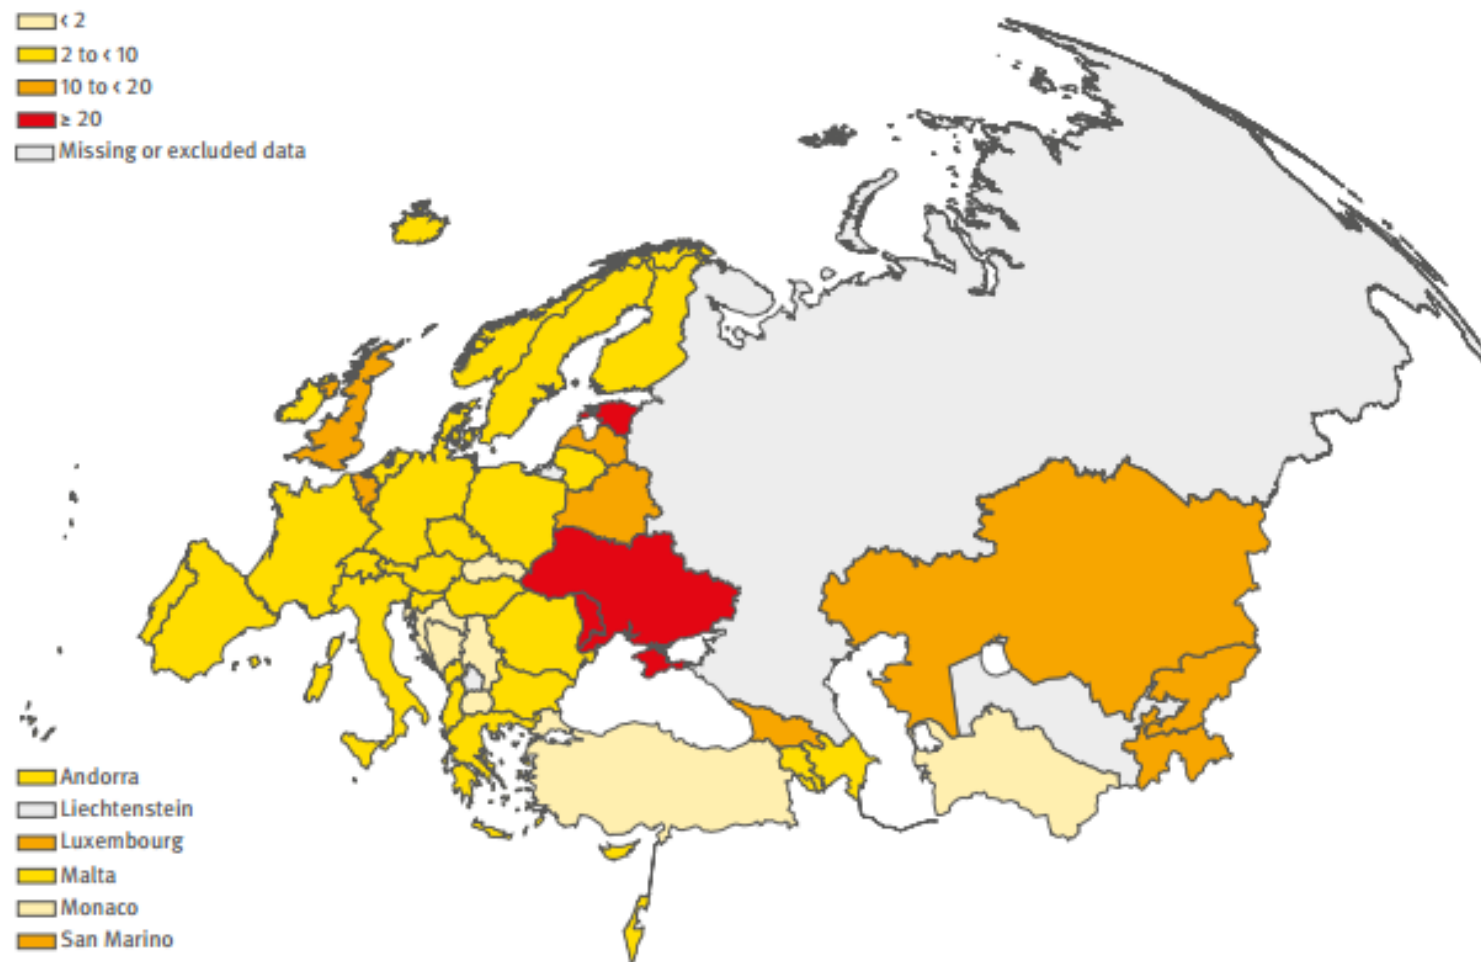 < 2
2 to < 10
10 to < 20
≥ 20
Missing or excluded data
Andorra
Liechtenstein
Luxembourg
Malta
Monaco
San Marino